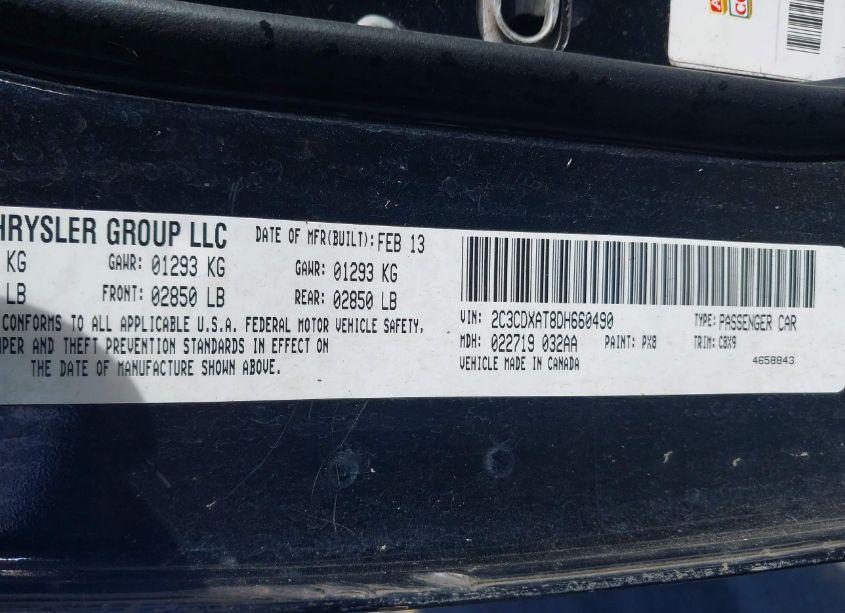 HRYSLER GROUP LLC DATE OF MFR(BUILT): FEB 13
KG GAWR: 01293 KG GAWR: 01293 KG
LB FRONT: 02850 LB REAR: 02850 LB
CONFORMS TO ALL APPLICABLE U.S.A. FEDERAL MOTOR VEHICLE SAFETY,
MPER AND THEFT PREVENTION STANDARDS IN EFFECT ON
THE DATE OF MANUFACTURE SHOWN ABOVE.
VIN: 2C3CDXAT8DH660490 TYPE: PASSENGER CAR
MDH: 022719 032AA PAINT: PX8 TRIM: C8X9
VEHICLE MADE IN CANADA 4658843